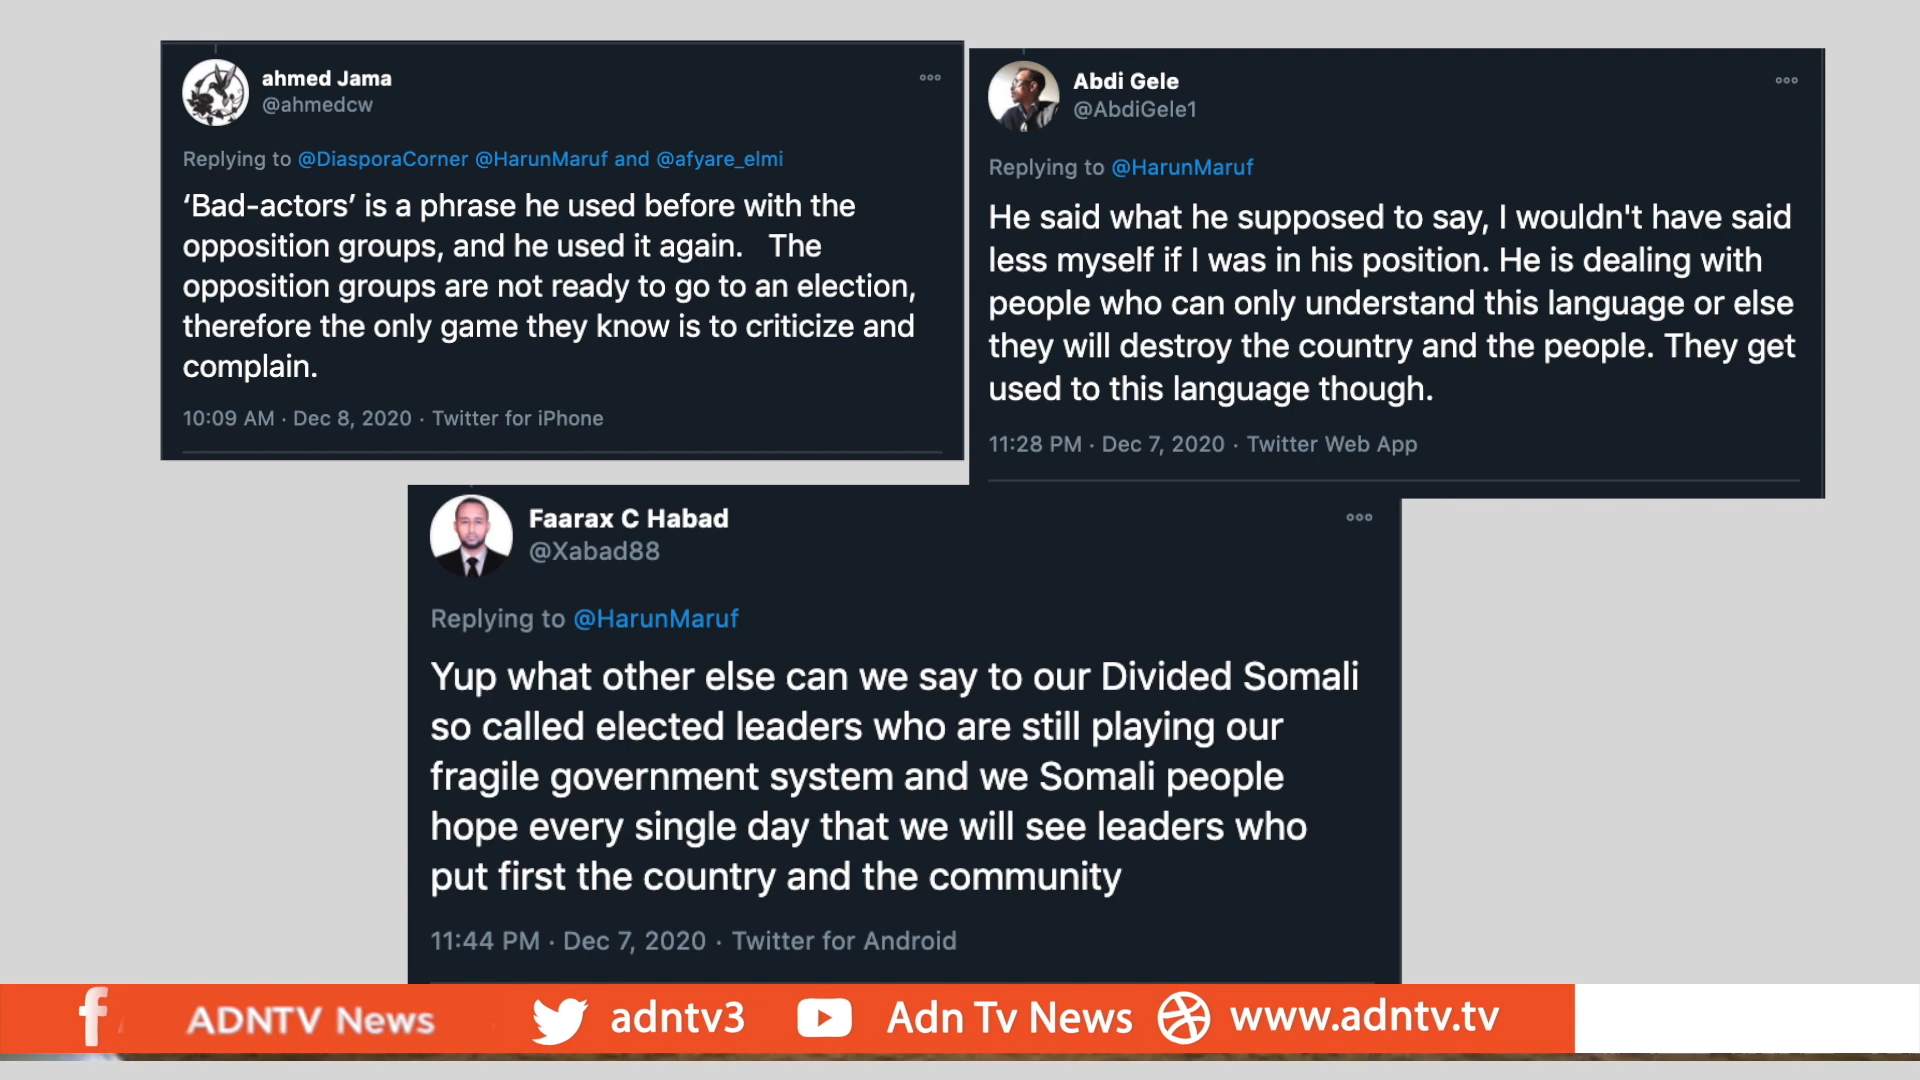 ahmed Jama
@ahmedcw
Replying to @DiasporaCorner @HarunMaruf and @afyare_elmi
‘Bad-actors’ is a phrase he used before with the
opposition groups, and he used it again.   The
opposition groups are not ready to go to an election,
therefore the only game they know is to criticize and
complain.
10:09 AM · Dec 8, 2020 · Twitter for iPhone
Abdi Gele
@AbdiGele1
Replying to @HarunMaruf
He said what he supposed to say, I wouldn't have said
less myself if I was in his position. He is dealing with
people who can only understand this language or else
they will destroy the country and the people. They get
used to this language though.
11:28 PM · Dec 7, 2020 · Twitter Web App
Faarax C Habad
@Xabad88
Replying to @HarunMaruf
Yup what other else can we say to our Divided Somali
so called elected leaders who are still playing our
fragile government system and we Somali people
hope every single day that we will see leaders who
put first the country and the community
11:44 PM · Dec 7, 2020 · Twitter for Android
ADNTV News adntv3 Adn Tv News www.adntv.tv